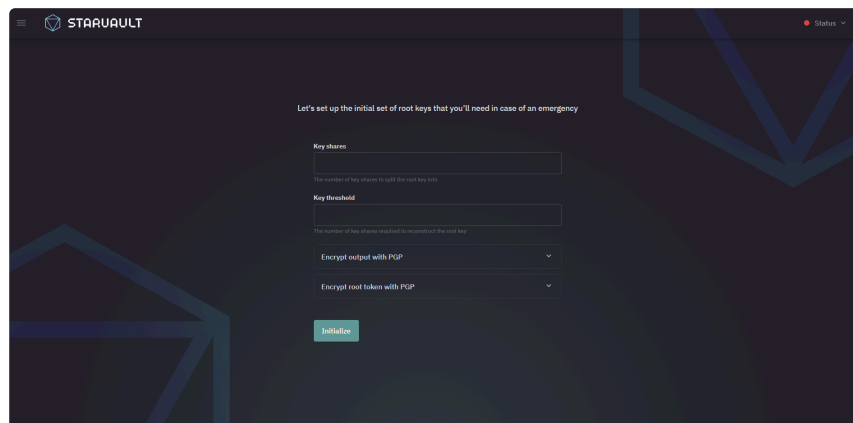 STARVAULT
Status
Let's set up the initial set of root keys that you'll need in case of an emergency
Key shares
The number of key shares to split the root key into
Key threshold
The number of key shares required to reconstruct the root key
Encrypt output with PGP
Encrypt root token with PGP
Initialize